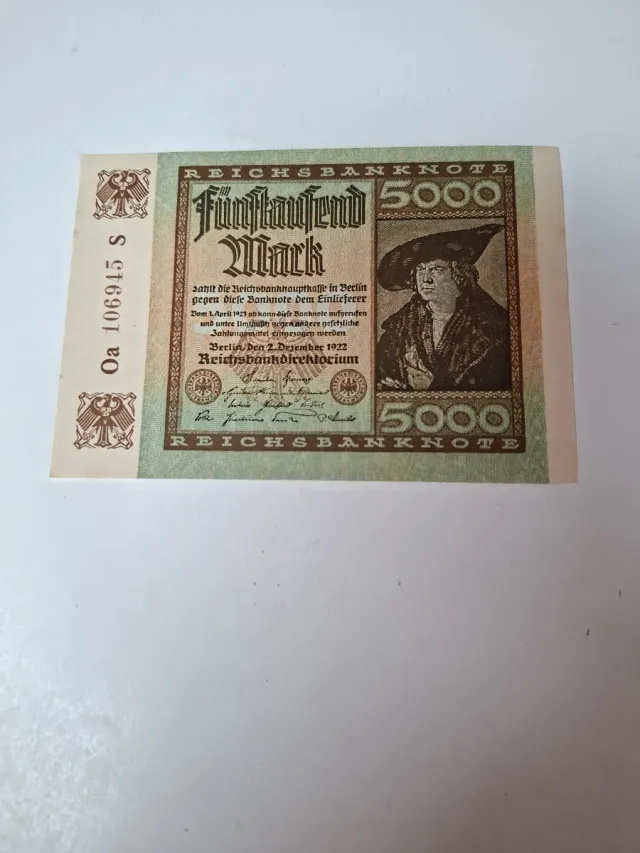 Oa 106945 S
REICHSBANKNOTE
5000
Fünftausend
Mark
zahlt die Reichsbankhauptkasse in Berlin
gegen diese Banknote dem Einlieferer
Vom 1. April 1923 ab kann diese Banknote aufgerufen
und unter Umtausch gegen andere gesetzliche
Zahlungsmittel eingezogen werden
Berlin, den 2. Dezember 1922
Reichsbankdirektorium
5000
REICHSBANKNOTE